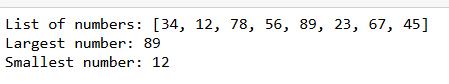 List of numbers: [34, 12, 78, 56, 89, 23, 67, 45]
Largest number: 89
Smallest number: 12